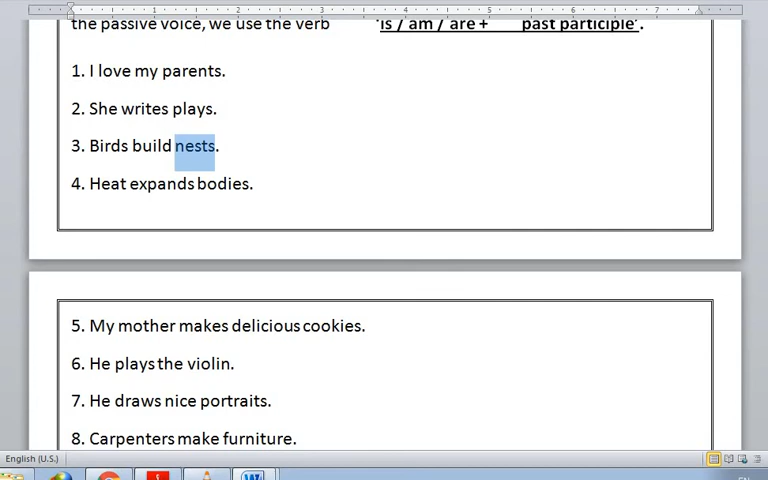 the passive voice, we use the verb 'is / am / are + past participle'.
1. I love my parents.
2. She writes plays.
3. Birds build nests.
4. Heat expands bodies.
5. My mother makes delicious cookies.
6. He plays the violin.
7. He draws nice portraits.
8. Carpenters make furniture.
English (U.S.)